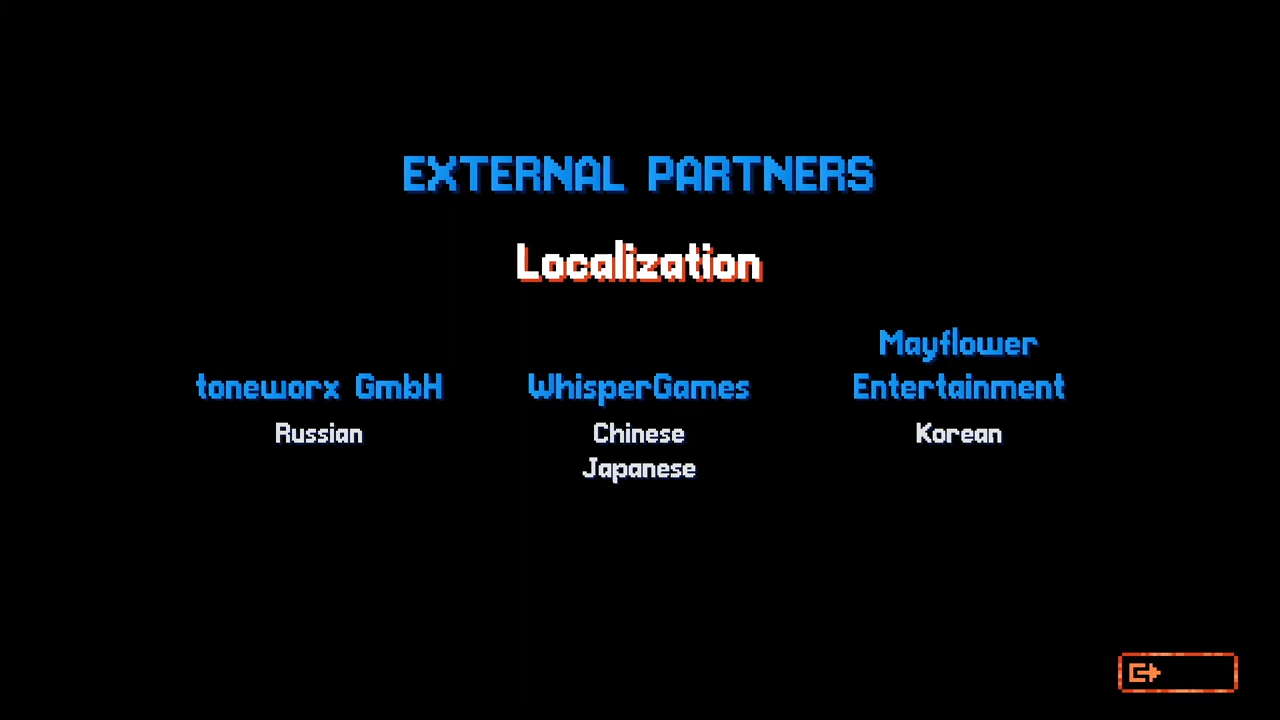 EXTERNAL PARTNERS
Localization
toneworx GmbH
Russian
WhisperGames
Chinese
Japanese
Mayflower
Entertainment
Korean